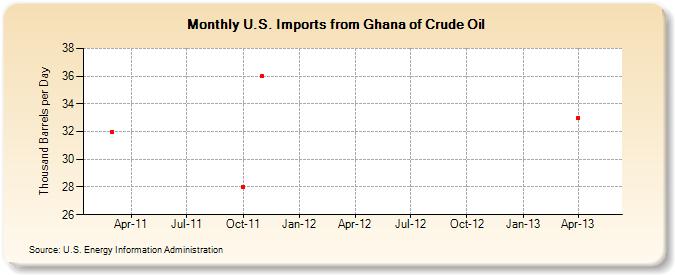 Monthly U.S. Imports from Ghana of Crude Oil
Thousand Barrels per Day
38
36
34
32
30
28
26
Apr-11 Jul-11 Oct-11 Jan-12 Apr-12 Jul-12 Oct-12 Jan-13 Apr-13
Source: U.S. Energy Information Administration